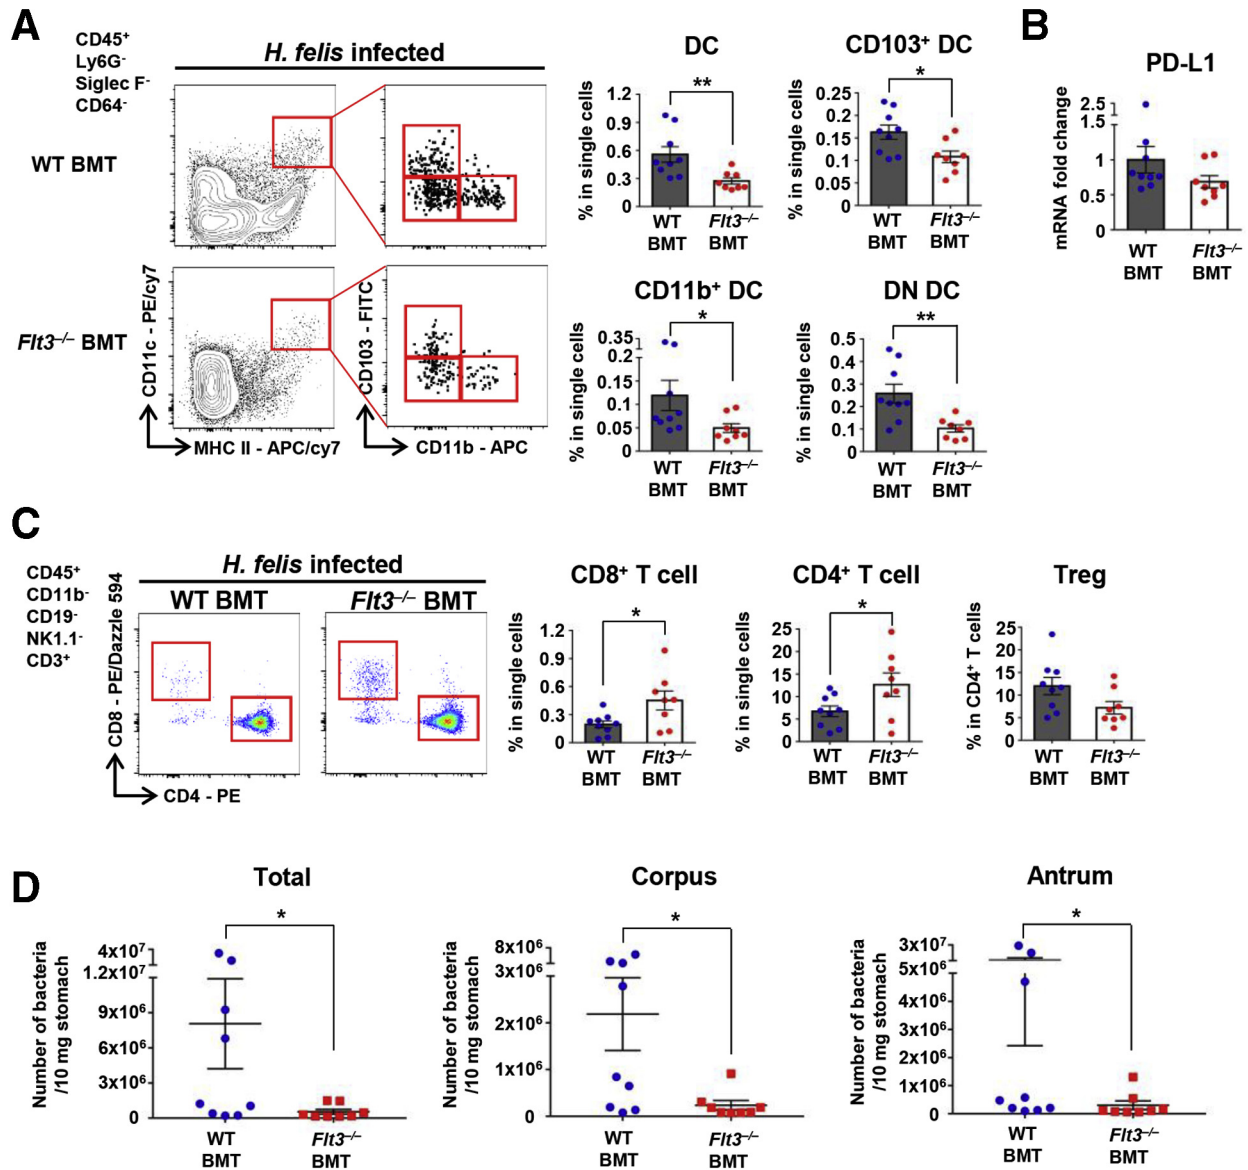 A
CD45⁺
Ly6G⁻
Siglec F⁻
CD64⁻
H. felis infected
WT BMT
Flt3⁻/⁻ BMT
CD11c - PE/cy7
MHC II - APC/cy7
CD103 - FITC
CD11b - APC
DC
**
% in single cells
1.2
0.9
0.6
0.3
0
WT
BMT
Flt3⁻/⁻
BMT
CD103⁺ DC
*
% in single cells
0.25
0.2
0.15
0.1
0.05
0
WT
BMT
Flt3⁻/⁻
BMT
CD11b⁺ DC
*
% in single cells
0.35
0.2
0.15
0.1
0.05
0
WT
BMT
Flt3⁻/⁻
BMT
DN DC
**
% in single cells
0.5
0.4
0.3
0.2
0.1
0
WT
BMT
Flt3⁻/⁻
BMT
B
PD-L1
mRNA fold change
2.5
1.5
1
0.5
0
WT
BMT
Flt3⁻/⁻
BMT
C
CD45⁺
CD11b⁻
CD19⁻
NK1.1⁻
CD3⁺
H. felis infected
WT BMT
Flt3⁻/⁻ BMT
CD8 - PE/Dazzle 594
CD4 - PE
CD8⁺ T cell
*
% in single cells
1.2
0.9
0.6
0.3
0
WT
BMT
Flt3⁻/⁻
BMT
CD4⁺ T cell
*
% in single cells
25
20
15
10
5
0
WT
BMT
Flt3⁻/⁻
BMT
Treg
% in CD4⁺ T cells
25
20
15
10
5
0
WT
BMT
Flt3⁻/⁻
BMT
D
Total
*
Number of bacteria
/10 mg stomach
4x10⁷
1.2x10⁷
9x10⁶
6x10⁶
3x10⁶
0
WT
BMT
Flt3⁻/⁻
BMT
Corpus
*
Number of bacteria
/10 mg stomach
8x10⁶
3x10⁶
2x10⁶
1x10⁶
0
WT
BMT
Flt3⁻/⁻
BMT
Antrum
*
Number of bacteria
/10 mg stomach
3x10⁷
5x10⁶
4x10⁶
3x10⁶
2x10⁶
1x10⁶
0
WT
BMT
Flt3⁻/⁻
BMT